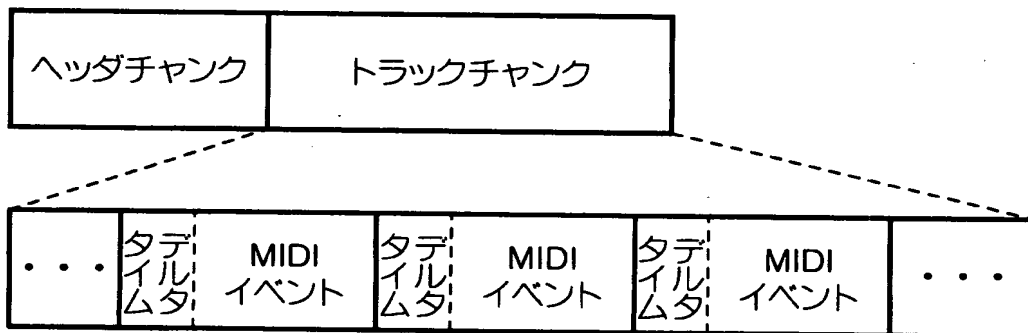 ヘッダチャンク
トラックチャンク
・・・
デルタ
タイム
MIDI
イベント
デルタ
タイム
MIDI
イベント
デルタ
タイム
MIDI
イベント
・・・